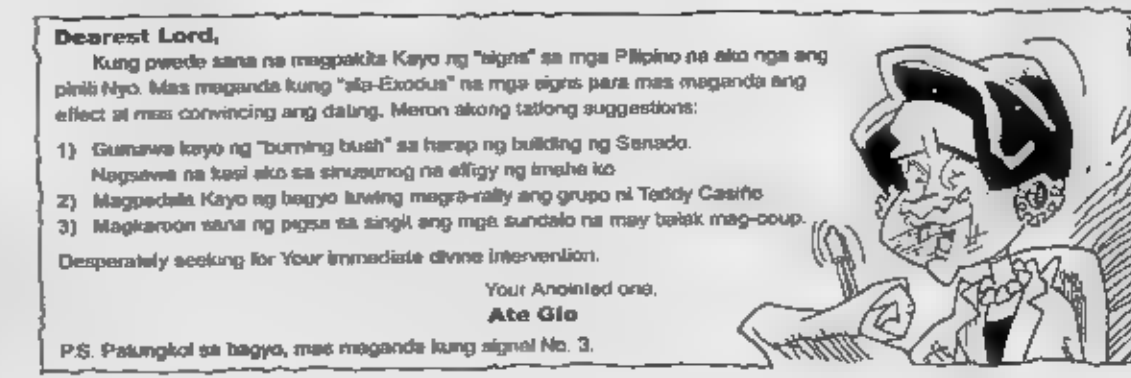 Dearest Lord,
Kung pwede sana na magpakita Kayo ng "signs" sa mga Pilipino na ako nga ang
pinili Nyo. Mas maganda kung "ala-Exodus" na mga signs para mas maganda ang
effect at mas convincing ang dating. Meron akong tatlong suggestions:
1) Gumawa kayo ng "burning bush" sa harap ng building ng Senado.
Nagsawa na kasi ako sa sinusunog na effigy ng imahe ko
2) Magpadala Kayo ng bagyo tuwing magra-rally ang grupo ni Teddy Casiño
3) Magkaroon sana ng pigsa sa singit ang mga sundalo na may balak mag-coup.
Desperately seeking for Your immediate divine intervention.
Your Anointed one,
Ate Glo
P.S. Patungkol sa bagyo, mas maganda kung signal No. 3.